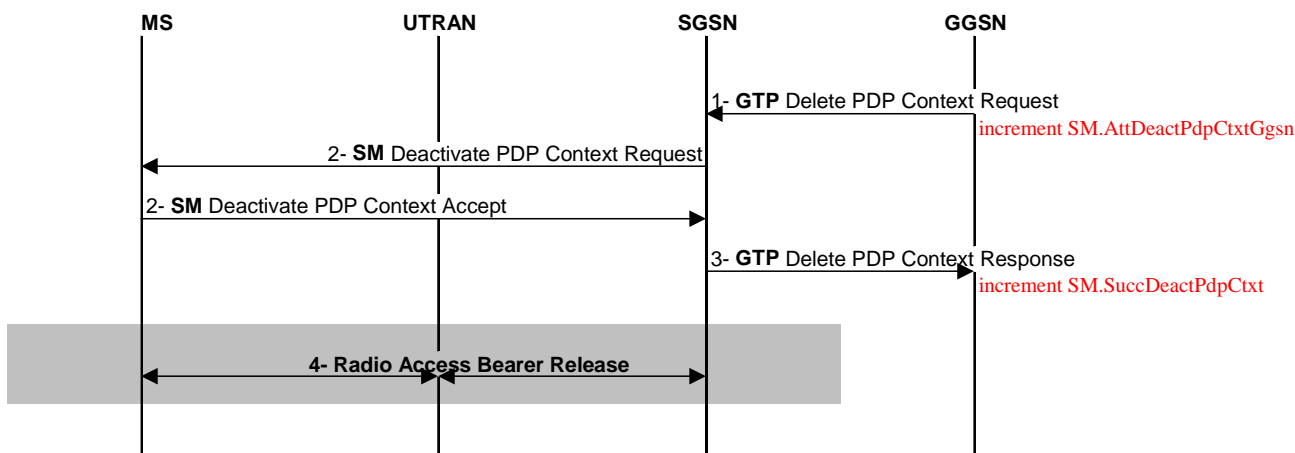 MS UTRAN SGSN GGSN
1- GTP Delete PDP Context Request
increment SM.AttDeactPdpCtxtGgsn
2- SM Deactivate PDP Context Request
2- SM Deactivate PDP Context Accept
3- GTP Delete PDP Context Response
increment SM.SuccDeactPdpCtxt
4- Radio Access Bearer Release